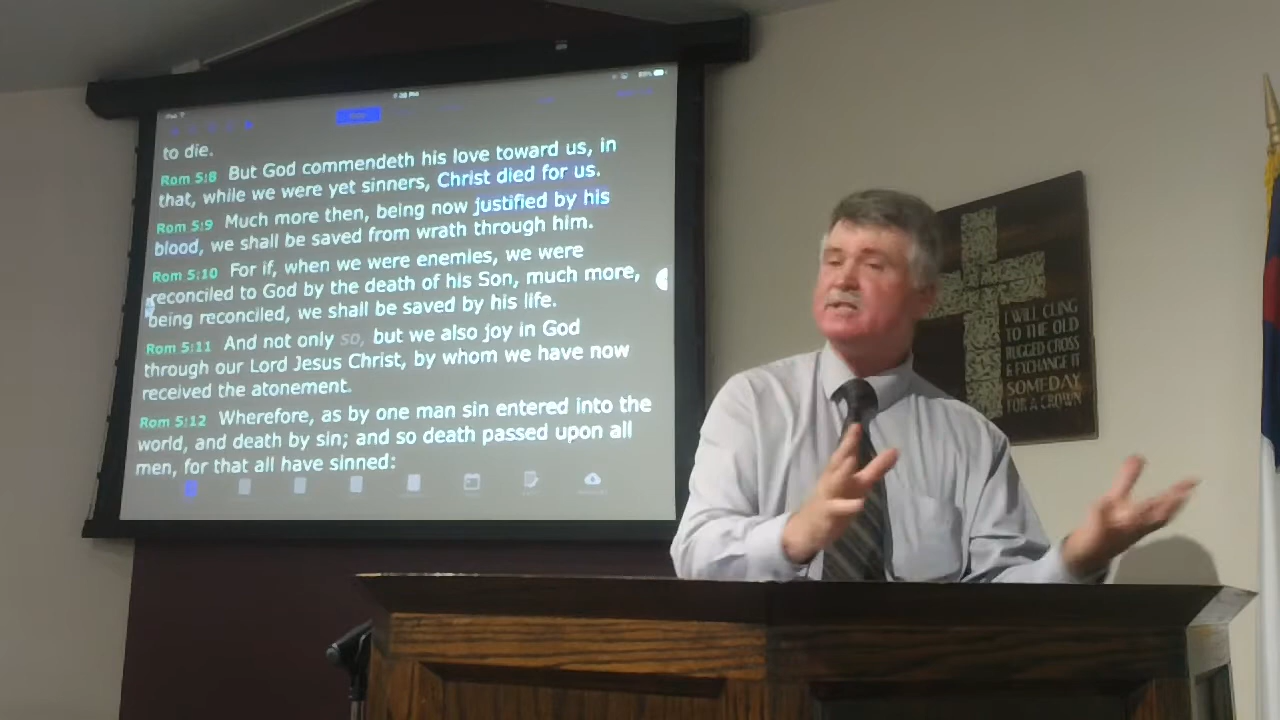 to die.
Rom 5:8 But God commendeth his love toward us, in
that, while we were yet sinners, Christ died for us.
Rom 5:9 Much more then, being now justified by his
blood, we shall be saved from wrath through him.
Rom 5:10 For if, when we were enemies, we were
reconciled to God by the death of his Son, much more,
being reconciled, we shall be saved by his life.
Rom 5:11 And not only so, but we also joy in God
through our Lord Jesus Christ, by whom we have now
received the atonement.
Rom 5:12 Wherefore, as by one man sin entered into the
world, and death by sin; and so death passed upon all
men, for that all have sinned:
I WILL CLING
TO THE OLD
RUGGED CROSS
& EXCHANGE IT
SOMEDAY
FOR A CROWN